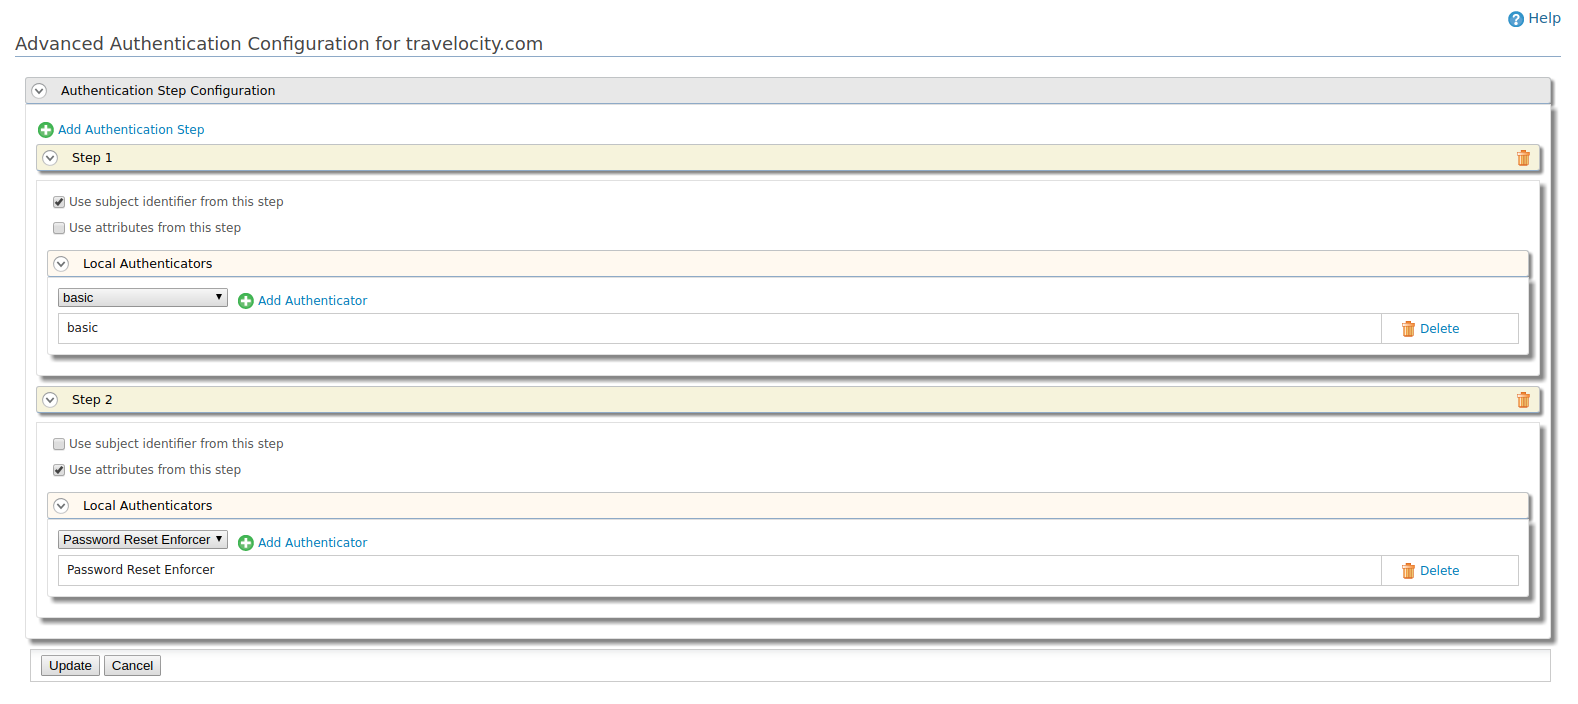 Help
Advanced Authentication Configuration for travelocity.com
Authentication Step Configuration
Add Authentication Step
Step 1
Use subject identifier from this step
Use attributes from this step
Local Authenticators
basic Add Authenticator
basic Delete
Step 2
Use subject identifier from this step
Use attributes from this step
Local Authenticators
Password Reset Enforcer Add Authenticator
Password Reset Enforcer Delete
Update Cancel